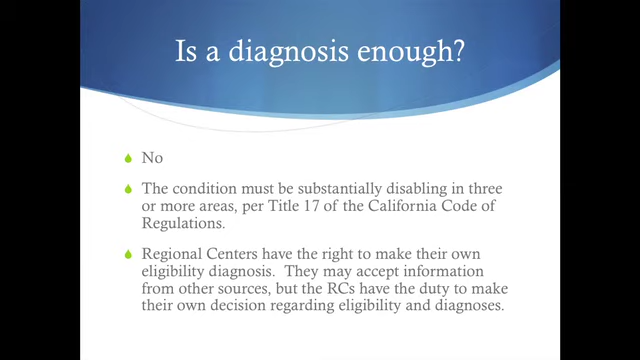 Is a diagnosis enough?
No
The condition must be substantially disabling in three
or more areas, per Title 17 of the California Code of
Regulations.
Regional Centers have the right to make their own
eligibility diagnosis.  They may accept information
from other sources, but the RCs have the duty to make
their own decision regarding eligibility and diagnoses.